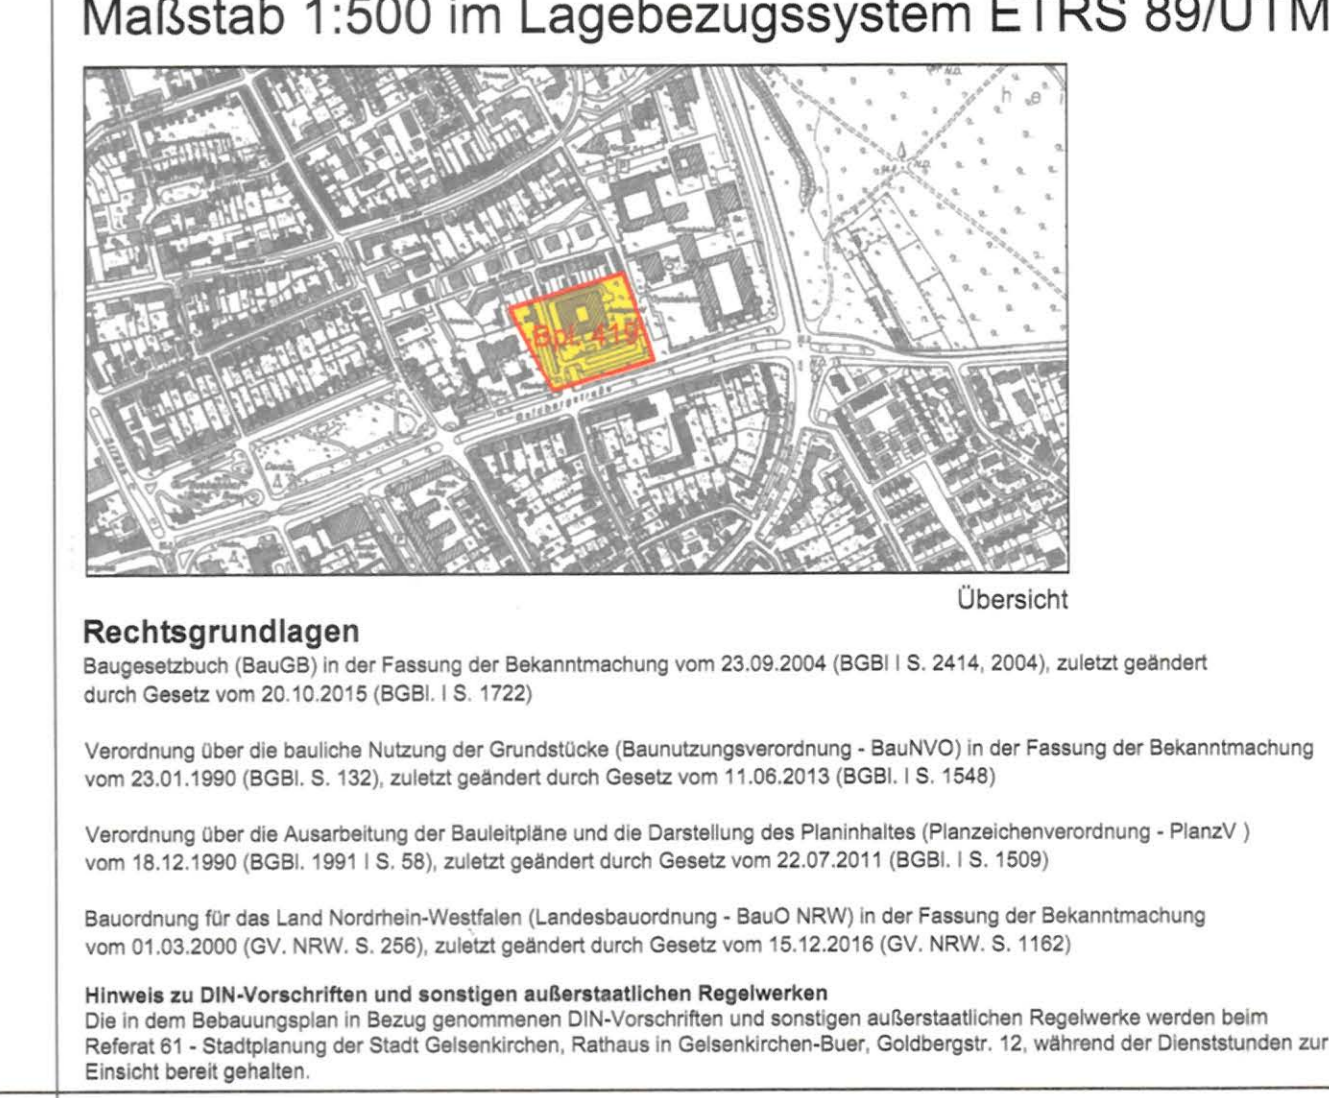 Maßstab 1:500 im Lagebezugssystem ETRS 89/UTM
N.D.
h e i
N.D.
Bpl. 419
Goldbergstraße
Übersicht
Rechtsgrundlagen
Baugesetzbuch (BauGB) in der Fassung der Bekanntmachung vom 23.09.2004 (BGBl I S. 2414, 2004), zuletzt geändert
durch Gesetz vom 20.10.2015 (BGBl. I S. 1722)
Verordnung über die bauliche Nutzung der Grundstücke (Baunutzungsverordnung - BauNVO) in der Fassung der Bekanntmachung
vom 23.01.1990 (BGBl. S. 132), zuletzt geändert durch Gesetz vom 11.06.2013 (BGBl. I S. 1548)
Verordnung über die Ausarbeitung der Bauleitpläne und die Darstellung des Planinhaltes (Planzeichenverordnung - PlanzV )
vom 18.12.1990 (BGBl. 1991 I S. 58), zuletzt geändert durch Gesetz vom 22.07.2011 (BGBl. I S. 1509)
Bauordnung für das Land Nordrhein-Westfalen (Landesbauordnung - BauO NRW) in der Fassung der Bekanntmachung
vom 01.03.2000 (GV. NRW. S. 256), zuletzt geändert durch Gesetz vom 15.12.2016 (GV. NRW. S. 1162)
Hinweis zu DIN-Vorschriften und sonstigen außerstaatlichen Regelwerken
Die in dem Bebauungsplan in Bezug genommenen DIN-Vorschriften und sonstigen außerstaatlichen Regelwerke werden beim
Referat 61 - Stadtplanung der Stadt Gelsenkirchen, Rathaus in Gelsenkirchen-Buer, Goldbergstr. 12, während der Dienststunden zur
Einsicht bereit gehalten.